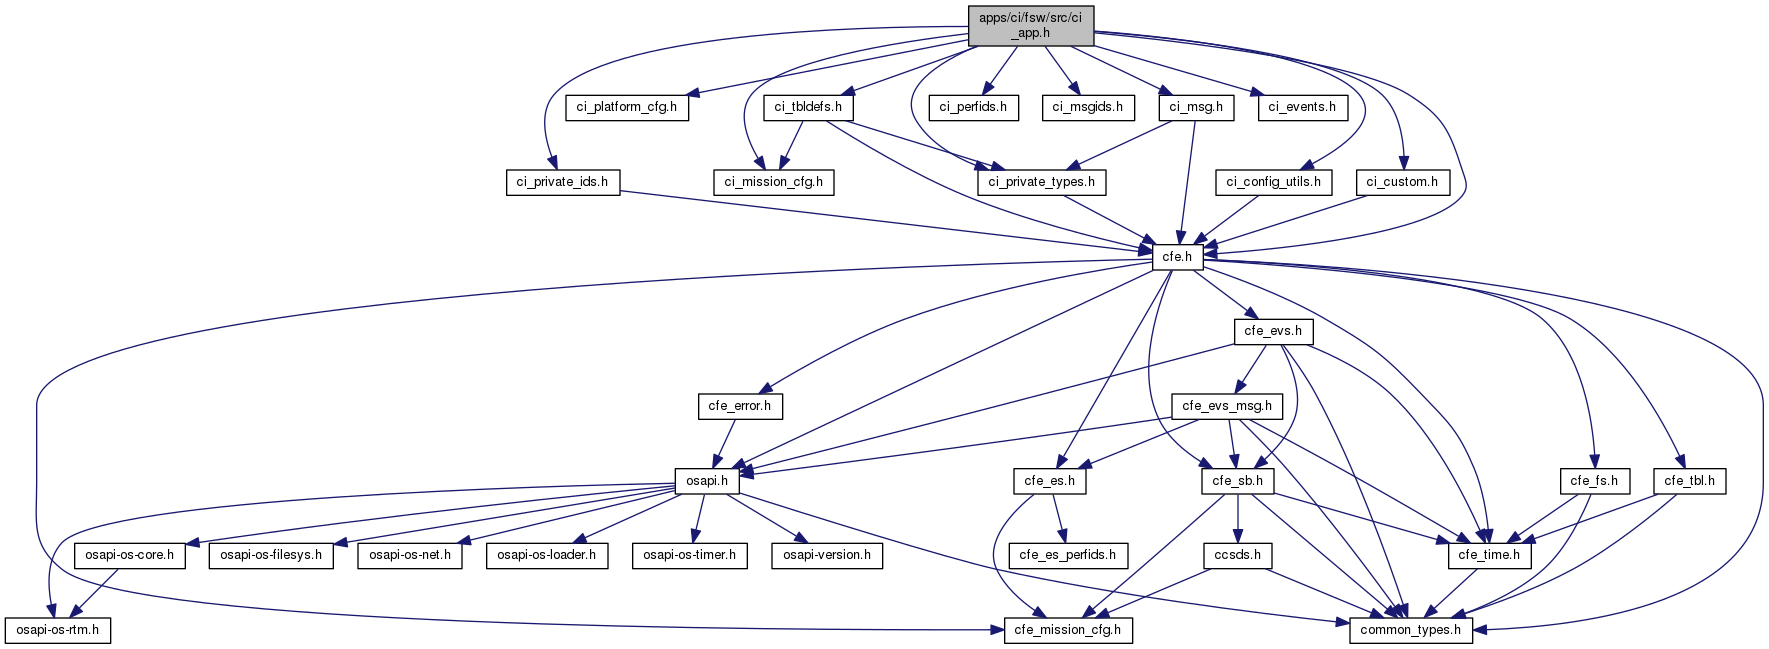 apps/ci/fsw/src/ci
_app.h
ci_platform_cfg.h
ci_tbldefs.h
ci_perfids.h
ci_msgids.h
ci_msg.h
ci_events.h
ci_private_ids.h
ci_mission_cfg.h
ci_private_types.h
ci_config_utils.h
ci_custom.h
cfe.h
cfe_evs.h
cfe_error.h
cfe_evs_msg.h
osapi.h
cfe_es.h
cfe_sb.h
cfe_fs.h
cfe_tbl.h
osapi-os-core.h
osapi-os-filesys.h
osapi-os-net.h
osapi-os-loader.h
osapi-os-timer.h
osapi-version.h
cfe_es_perfids.h
ccsds.h
cfe_time.h
osapi-os-rtm.h
cfe_mission_cfg.h
common_types.h